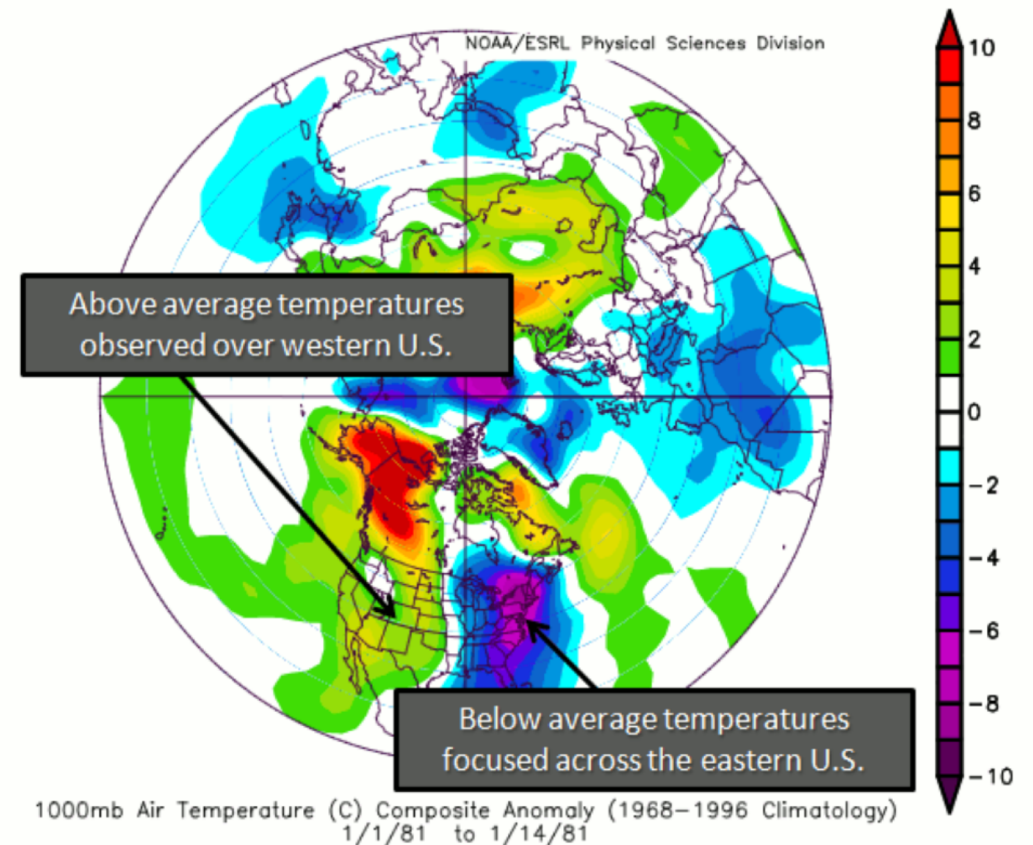 NOAA/ESRL Physical Sciences Division
10
8
6
4
2
0
-2
-4
-6
-8
-10
Above average temperatures
observed over western U.S.
Below average temperatures
focused across the eastern U.S.
1000mb Air Temperature (C) Composite Anomaly (1968-1996 Climatology)
1/1/81 to 1/14/81